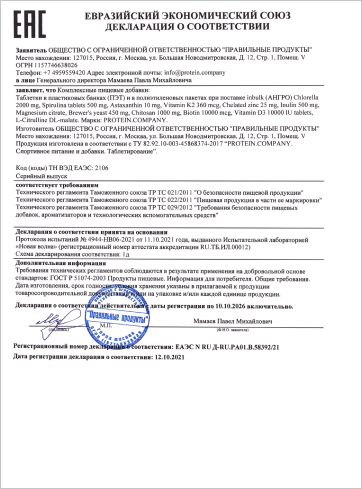 EAC
ЕВРАЗИЙСКИЙ ЭКОНОМИЧЕСКИЙ СОЮЗ
ДЕКЛАРАЦИЯ О СООТВЕТСТВИИ
Заявитель ОБЩЕСТВО С ОГРАНИЧЕННОЙ ОТВЕТСТВЕННОСТЬЮ "ПРАВИЛЬНЫЕ ПРОДУКТЫ"
Место нахождения: 127015, Россия, г. Москва, ул. Большая Новодмитровская, Д. 12, Стр. 1, Помещ. V
ОГРН 1157746638026
Телефон: +7 4959559420 Адрес электронной почты: info@protein.company
в лице Генерального директора Мамаева Павла Михайловича
заявляет, что Комплексные пищевые добавки:
Таблетки в пластиковых банках (ПЭТ) и в полиэтиленовых пакетах при поставке inbulk (АНГРО) Chlorella
2000 mg, Spirulina tablets 500 mg, Astaxanthin 10 mg, Vitamin K2 360 mcg, Chelated zinc 25 mg, Inulin 500 mg,
Magnesium citrate, Brewer's yeast 450 mg, Chitosan 1000 mg, Biotin 10000 mcg, Vitamin D3 10000 IU tablets,
L-Citrulline DL-malate. Марки: PROTEIN.COMPANY.
Изготовитель ОБЩЕСТВО С ОГРАНИЧЕННОЙ ОТВЕТСТВЕННОСТЬЮ "ПРАВИЛЬНЫЕ ПРОДУКТЫ"
Место нахождения: 127015, Россия, г. Москва, ул. Большая Новодмитровская, Д. 12, Стр. 1, Помещ. V
Продукция изготовлена в соответствии с ТУ 82.92.10-003-45868374-2017 "PROTEIN.COMPANY.
Спортивное питание и добавки. Таблетирование".
Код (коды) ТН ВЭД ЕАЭС: 2106
Серийный выпуск
соответствует требованиям
Технического регламента Таможенного союза ТР ТС 021/2011 "О безопасности пищевой продукции"
Технического регламента Таможенного союза ТР ТС 022/2011 "Пищевая продукция в части ее маркировки"
Технического регламента Таможенного союза ТР ТС 029/2012 "Требования безопасности пищевых
добавок, ароматизаторов и технологических вспомогательных средств"
Декларация о соответствии принята на основании
Протокола испытаний № 4944-НВ06-2021 от 11.10.2021 года, выданного Испытательной лабораторией
«Новая волна» (регистрационный номер аттестата аккредитации RU.ТБ.ИЛ.00012)
Схема декларирования соответствия: 1д
Дополнительная информация
Требования технических регламентов соблюдаются в результате применения на добровольной основе
стандартов: ГОСТ Р 51074-2003 Продукты пищевые. Информация для потребителя. Общие требования.
Дата изготовления, срок годности, условия хранения указаны в прилагаемой к продукции
товаросопроводительной документации и/или на упаковке и/или каждой единице продукции.
Декларация о соответствии действительна с даты регистрации по 10.10.2026 включительно.
Мамаев Павел Михайлович
"Правильные продукты"
М.П.
Регистрационный номер декларации о соответствии: ЕАЭС N RU Д-RU.РА01.В.58392/21
Дата регистрации декларации о соответствии: 12.10.2021